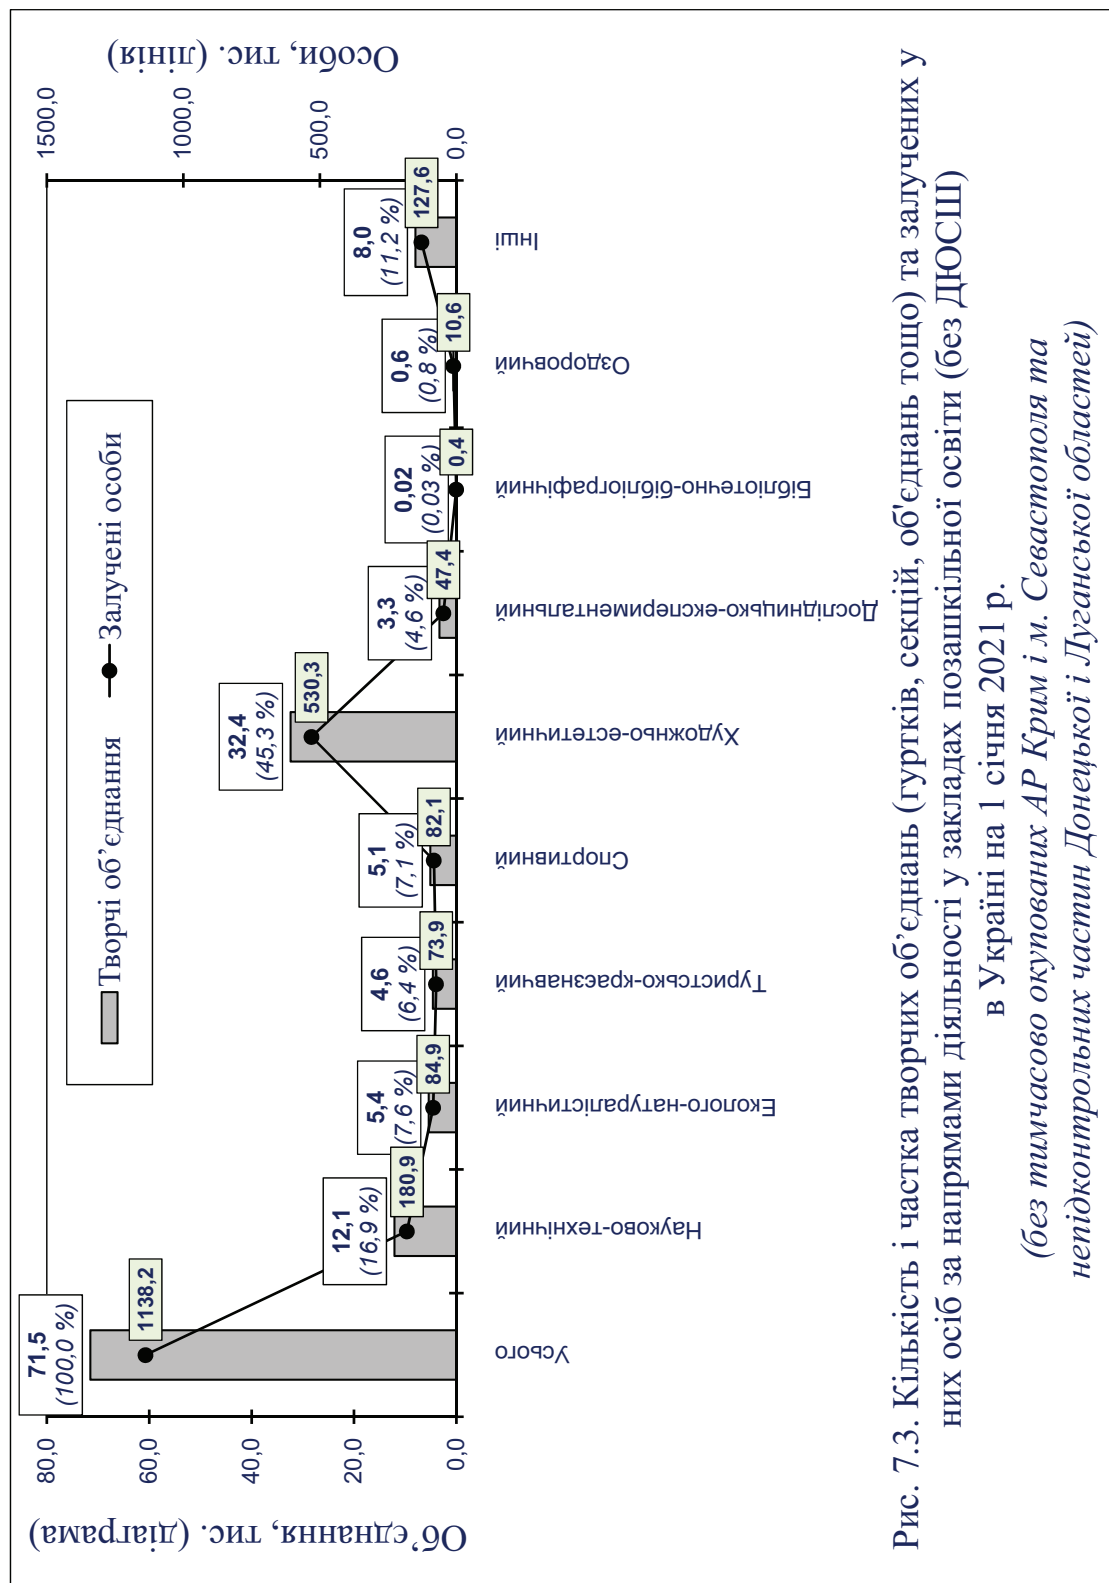 Об’єднання, тис. (діаграма)
Особи, тис. (лінія)
Творчі об’єднання
Залучені особи
80,0
60,0
40,0
20,0
0,0
1500,0
1000,0
500,0
0,0
71,5
(100,0 %)
1138,2
12,1
(16,9 %)
180,9
5,4
(7,6 %)
84,9
4,6
(6,4 %)
73,9
5,1
(7,1 %)
82,1
32,4
(45,3 %)
530,3
3,3
(4,6 %)
47,4
0,02
(0,03 %)
0,4
0,6
(0,8 %)
10,6
8,0
(11,2 %)
127,6
Усього
Науково-технічний
Еколого-натуралістичний
Туристсько-краєзнавчий
Спортивний
Художньо-естетичний
Дослідницько-експериментальний
Бібліотечно-бібліографічний
Оздоровчий
Інші
Рис. 7.3. Кількість і частка творчих об’єднань (гуртків, секцій, об'єднань тощо) та залучених у
них осіб за напрямами діяльності у закладах позашкільної освіти (без ДЮСШ)
в Україні на 1 січня 2021 р.
(без тимчасово окупованих АР Крим і м. Севастополя та
непідконтрольних частин Донецької і Луганської областей)